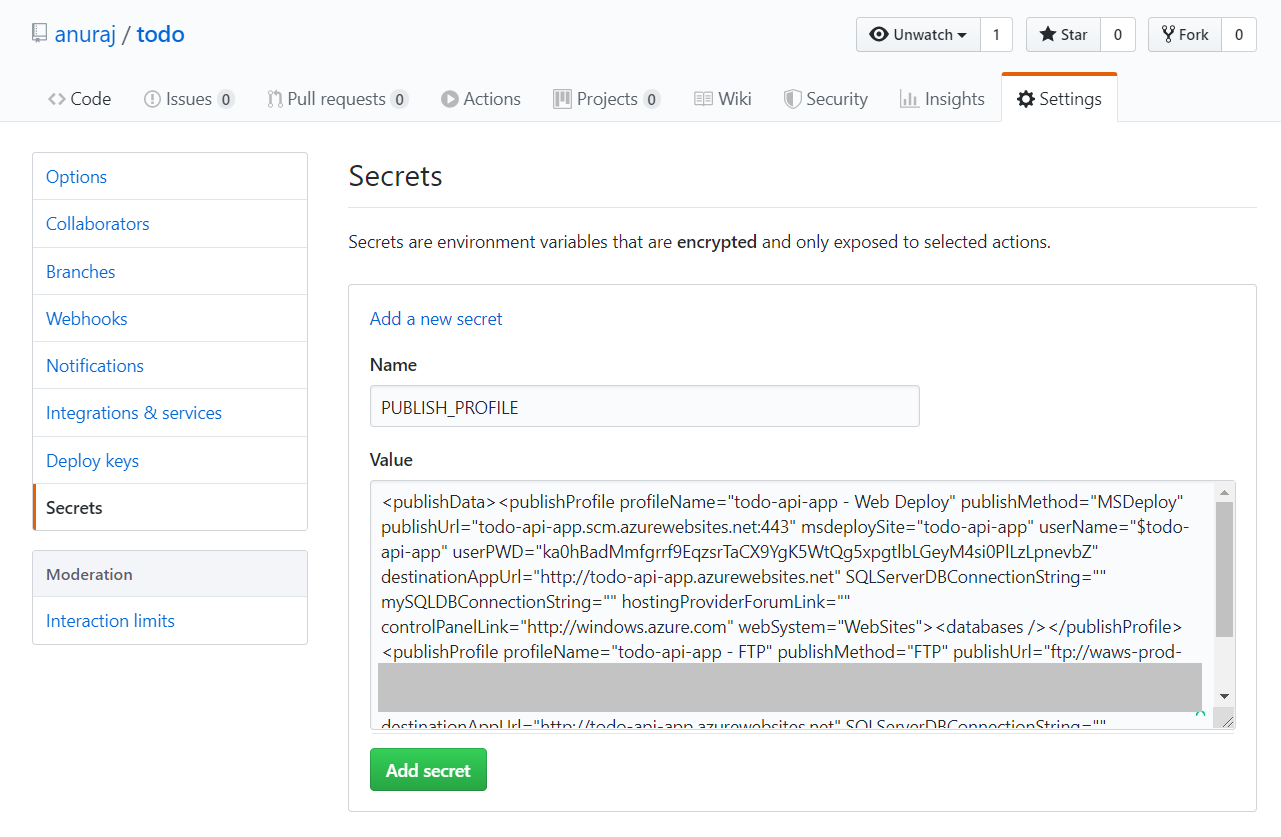 anuraj / todo
Unwatch 1 Star 0 Fork 0
Code Issues 0 Pull requests 0 Actions Projects 0 Wiki Security Insights Settings
Options
Collaborators
Branches
Webhooks
Notifications
Integrations & services
Deploy keys
Secrets
Moderation
Interaction limits
Secrets
Secrets are environment variables that are encrypted and only exposed to selected actions.
Add a new secret
Name
PUBLISH_PROFILE
Value
<publishData><publishProfile profileName="todo-api-app - Web Deploy" publishMethod="MSDeploy"
publishUrl="todo-api-app.scm.azurewebsites.net:443" msdeploySite="todo-api-app" userName="$todo-
api-app" userPWD=
destinationAppUrl="http://todo-api-app.azurewebsites.net" SQLServerDBConnectionString=""
mySQLDBConnectionString="" hostingProviderForumLink=""
controlPanelLink="http://windows.azure.com" webSystem="WebSites"><databases /></publishProfile>
<publishProfile profileName="todo-api-app - FTP" publishMethod="FTP" publishUrl="ftp://waws-prod-
destinationAppUrl="http://todo-api-app.azurewebsites.net" SQLServerDBConnectionString=""
Add secret